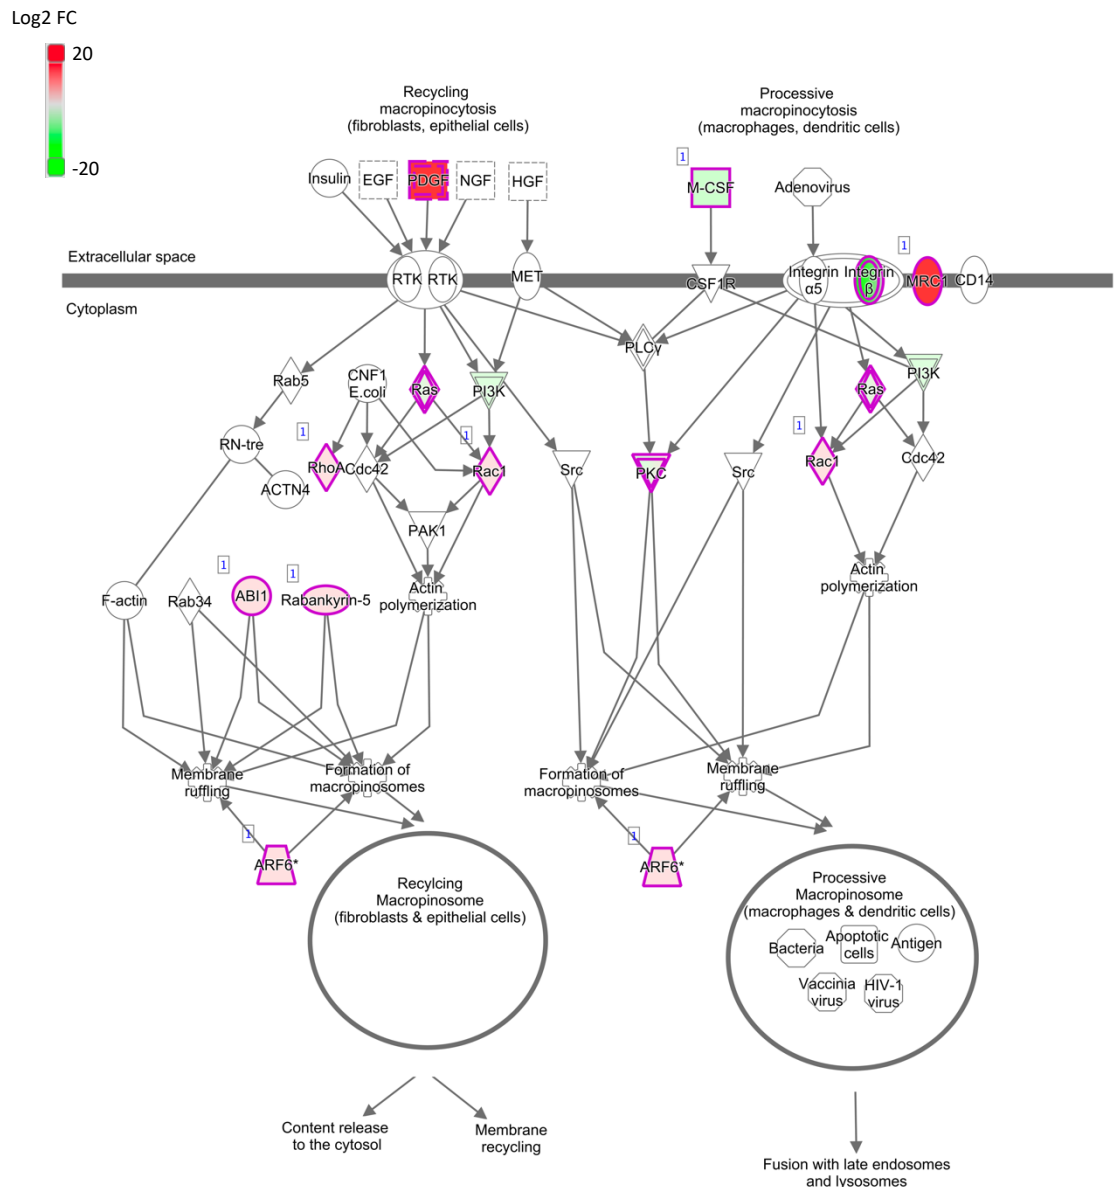 Log2 FC
20
-20
Recycling
macropinocytosis
(fibroblasts, epithelial cells)
Processive
macropinocytosis
(macrophages, dendritic cells)
Insulin
EGF
PDGF
NGF
HGF
1
M-CSF
Adenovirus
Extracellular space
1
RTK
RTK
MET
CSF1R
Integrin
α5
Integrin
β
MRC1
CD14
Cytoplasm
PLCγ
Rab5
CNF1
E.coli
Ras
PI3K
Ras
PI3K
RN-tre
1
1
1
RhoA
Cdc42
Rac1
Src
PKC
Src
Rac1
Cdc42
ACTN4
PAK1
1
1
F-actin
Rab34
ABI1
Rabankyrin-5
Actin
polymerization
Actin
polymerization
Membrane
ruffling
Formation of
macropinosomes
Formation of
macropinosomes
Membrane
ruffling
1
ARF6*
1
ARF6*
Recylcing
Macropinosome
(fibroblasts & epithelial cells)
Processive
Macropinosome
(macrophages & dendritic cells)
Bacteria
Apoptotic
cells
Antigen
Vaccinia
virus
HIV-1
virus
Content release
to the cytosol
Membrane
recycling
Fusion with late endosomes
and lysosomes